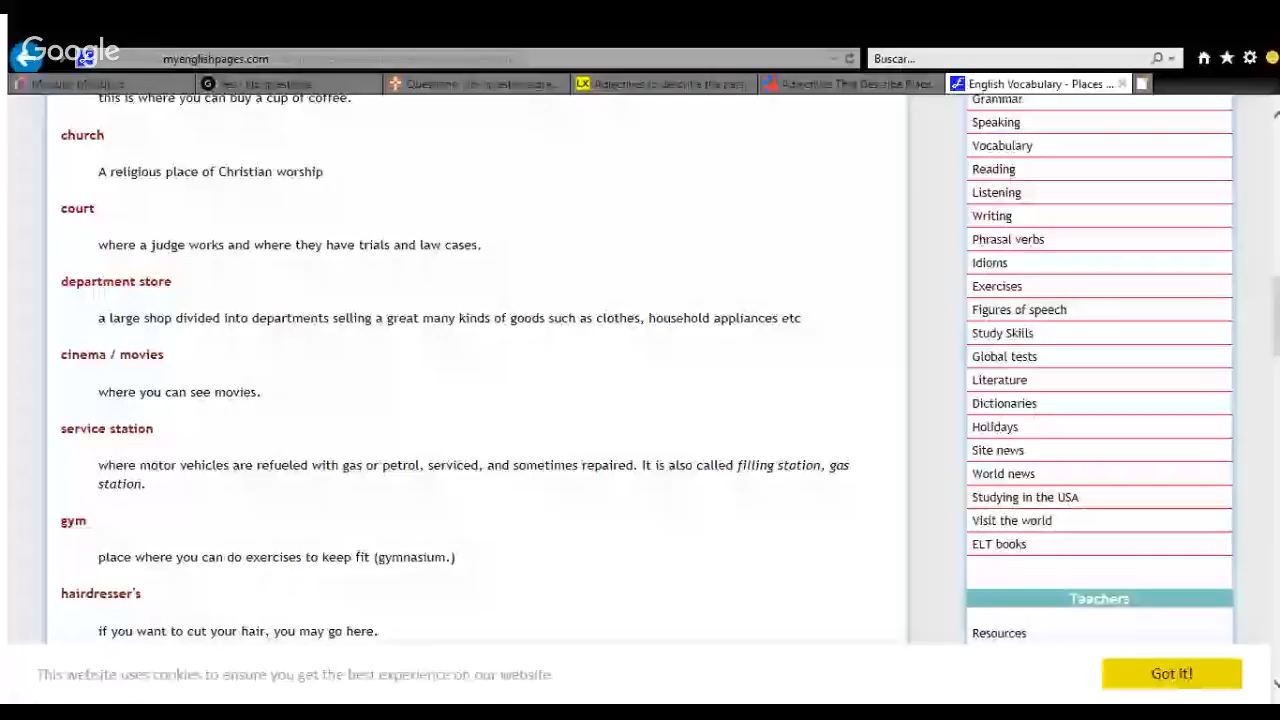 Google
myenglishpages.com
Buscar...
English Vocabulary - Places ...
this is where you can buy a cup of coffee.
church
A religious place of Christian worship
court
where a judge works and where they have trials and law cases.
department store
a large shop divided into departments selling a great many kinds of goods such as clothes, household appliances etc
cinema / movies
where you can see movies.
service station
where motor vehicles are refueled with gas or petrol, serviced, and sometimes repaired. It is also called filling station, gas
station.
gym
place where you can do exercises to keep fit (gymnasium.)
hairdresser's
if you want to cut your hair, you may go here.
Grammar
Speaking
Vocabulary
Reading
Listening
Writing
Phrasal verbs
Idioms
Exercises
Figures of speech
Study Skills
Global tests
Literature
Dictionaries
Holidays
Site news
World news
Studying in the USA
Visit the world
ELT books
Teachers
Resources
This website uses cookies to ensure you get the best experience on our website
Got it!